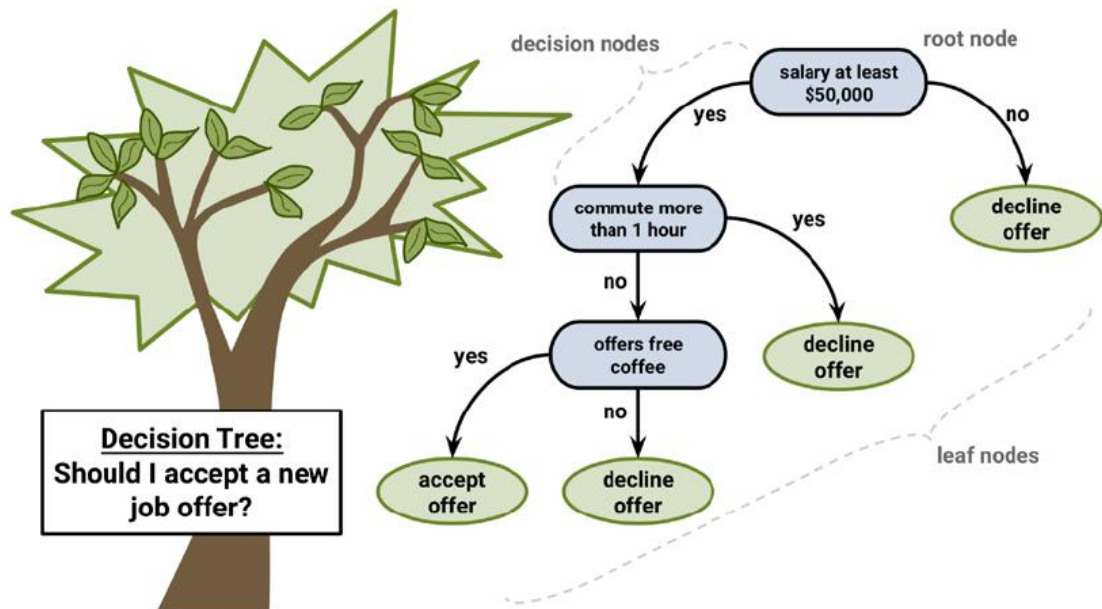 decision nodes
root node
salary at least
$50,000
yes
no
commute more
than 1 hour
yes
decline
offer
no
offers free
coffee
decline
offer
yes
no
Decision Tree:
Should I accept a new
job offer?
accept
offer
decline
offer
leaf nodes